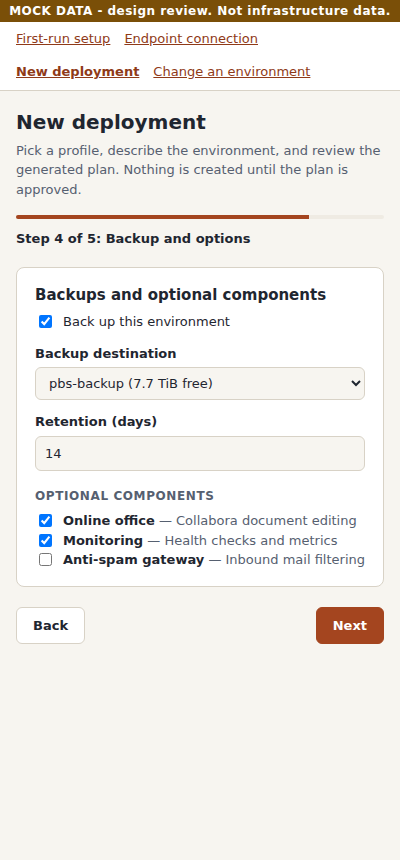 MOCK DATA - design review. Not infrastructure data.
First-run setup Endpoint connection
New deployment Change an environment
New deployment
Pick a profile, describe the environment, and review the
generated plan. Nothing is created until the plan is
approved.
Step 4 of 5: Backup and options
Backups and optional components
Back up this environment
Backup destination
pbs-backup (7.7 TiB free)
Retention (days)
14
OPTIONAL COMPONENTS
Online office — Collabora document editing
Monitoring — Health checks and metrics
Anti-spam gateway — Inbound mail filtering
Back Next